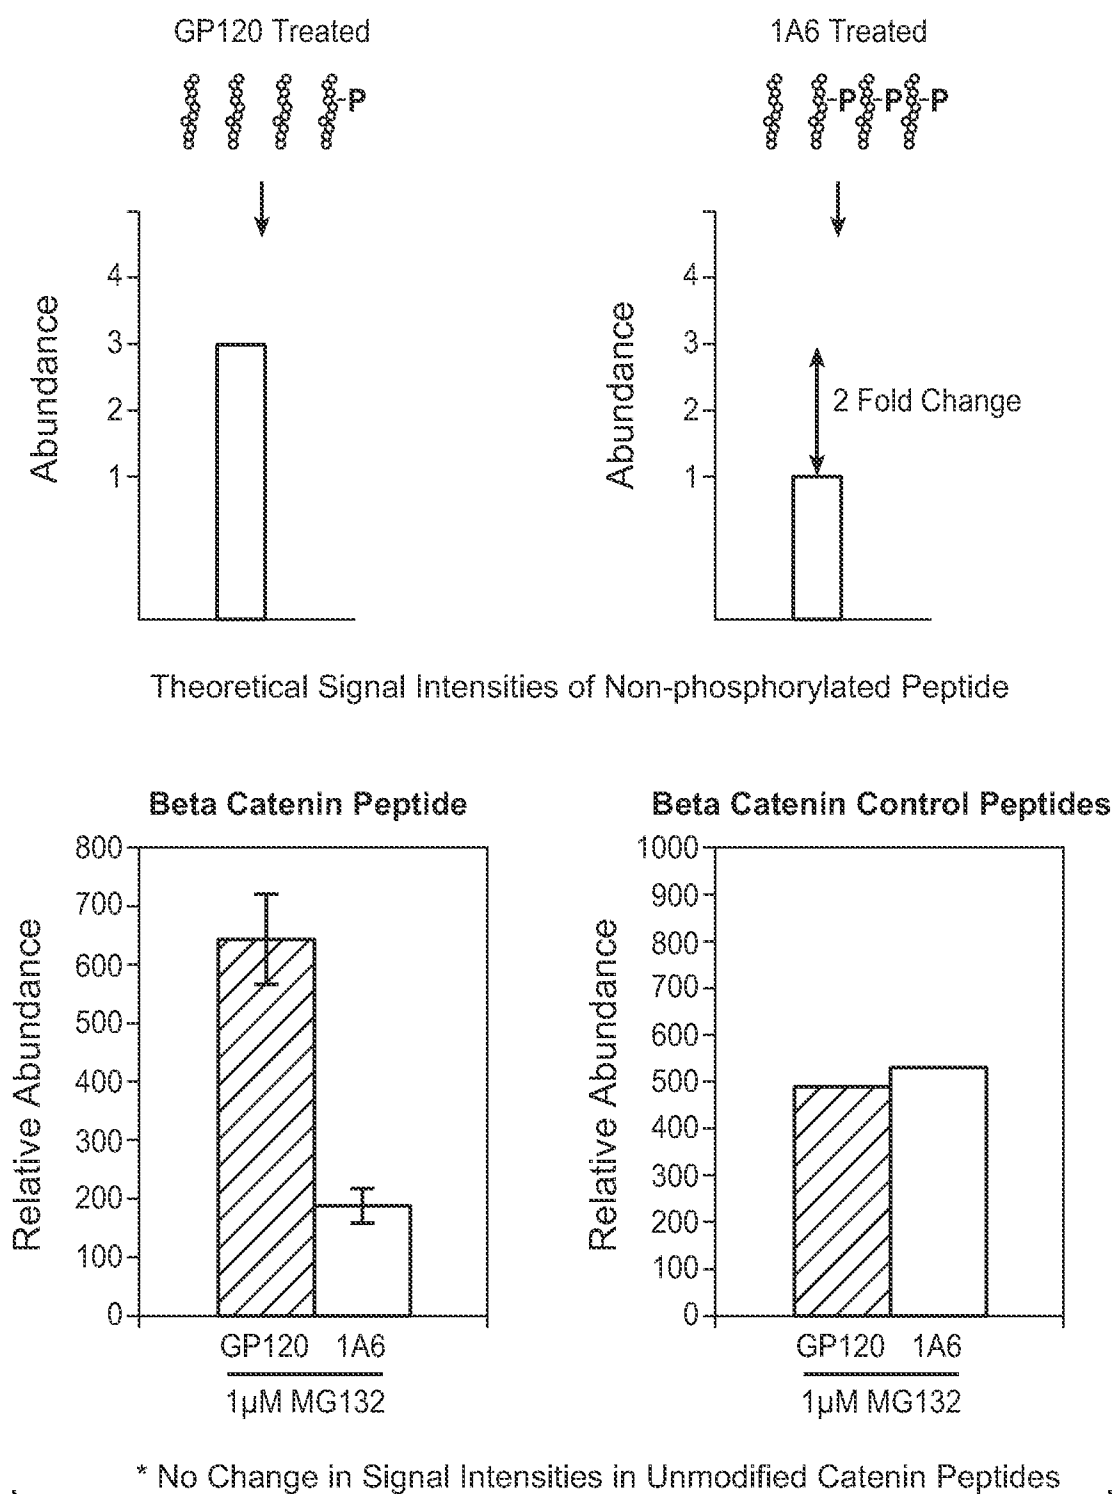 GP120 Treated
1A6 Treated
P
P P P
Abundance
4
3
2
1
Abundance
4
3
2
1
2 Fold Change
Theoretical Signal Intensities of Non-phosphorylated Peptide
Beta Catenin Peptide
Relative Abundance
800
700
600
500
400
300
200
100
0
GP120 1A6
1µM MG132
Beta Catenin Control Peptides
Relative Abundance
1000
900
800
700
600
500
400
300
200
100
0
GP120 1A6
1µM MG132
* No Change in Signal Intensities in Unmodified Catenin Peptides